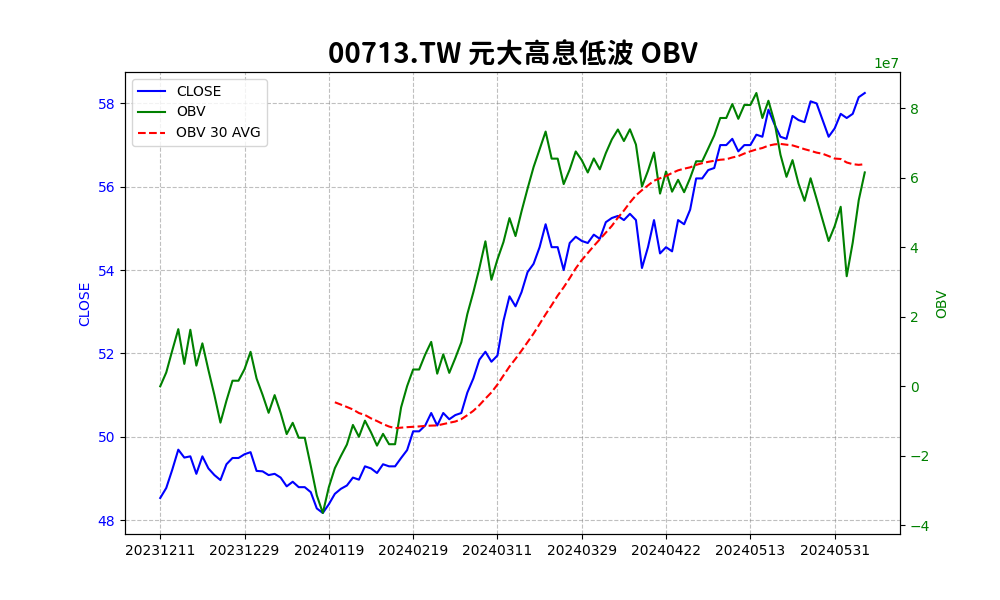 00713.TW 元大高息低波 OBV
1e7
CLOSE
OBV
OBV 30 AVG
58
56
54
52
50
48
CLOSE
8
6
4
2
0
−2
−4
OBV
20231211 20231229 20240119 20240219 20240311 20240329 20240422 20240513 20240531